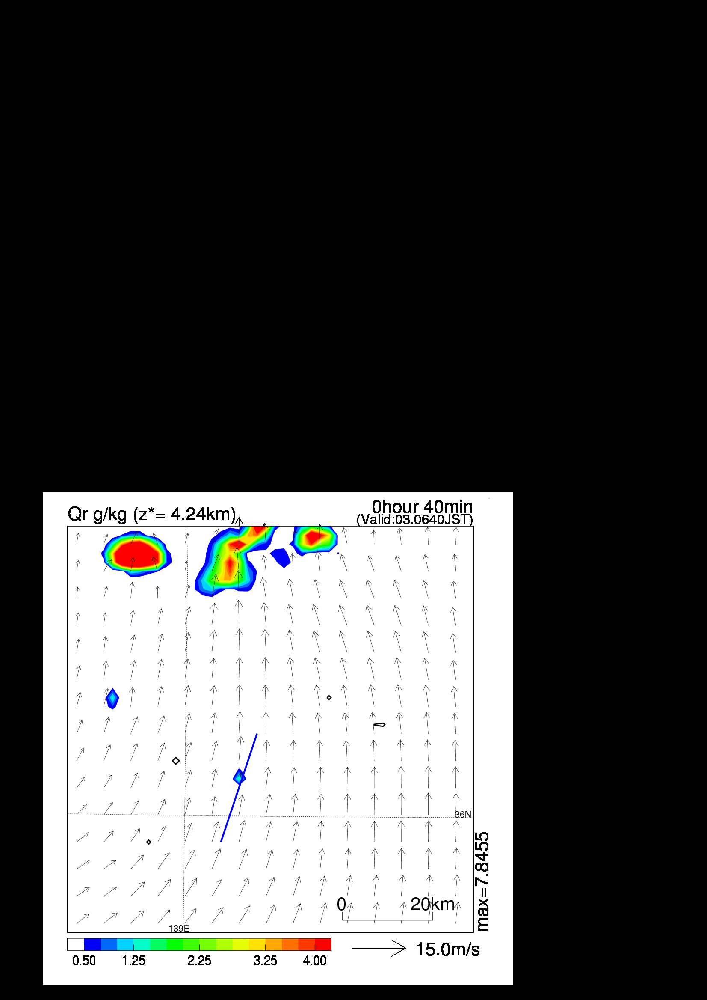 0hour 40min
Qr g/kg (z*= 4.24km)
(Valid:03.0640JST)
36N
max=7.8455
0 20km
139E
15.0m/s
0.50 1.25 2.25 3.25 4.00